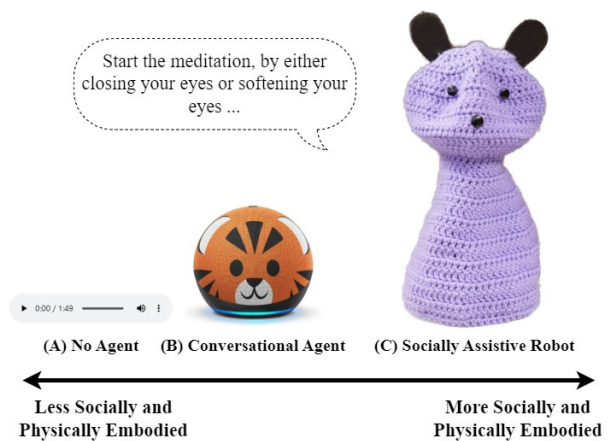 Start the meditation, by either
closing your eyes or softening your
eyes ...
0:00 / 1:49
(A) No Agent
(B) Conversational Agent
(C) Socially Assistive Robot
Less Socially and
Physically Embodied
More Socially and
Physically Embodied